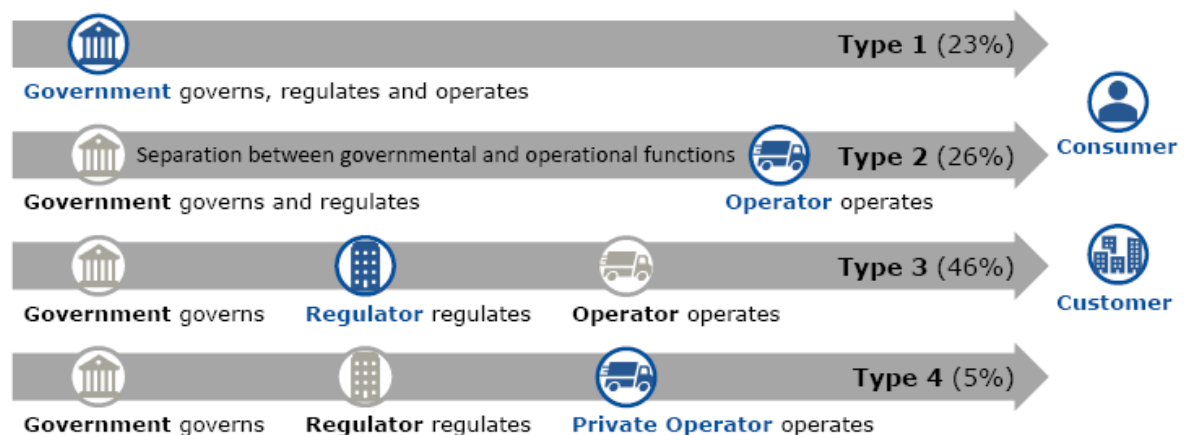 Type 1 (23%)
Government governs, regulates and operates
Consumer
Separation between governmental and operational functions
Type 2 (26%)
Government governs and regulates
Operator operates
Type 3 (46%)
Customer
Government governs
Regulator regulates
Operator operates
Type 4 (5%)
Government governs
Regulator regulates
Private Operator operates